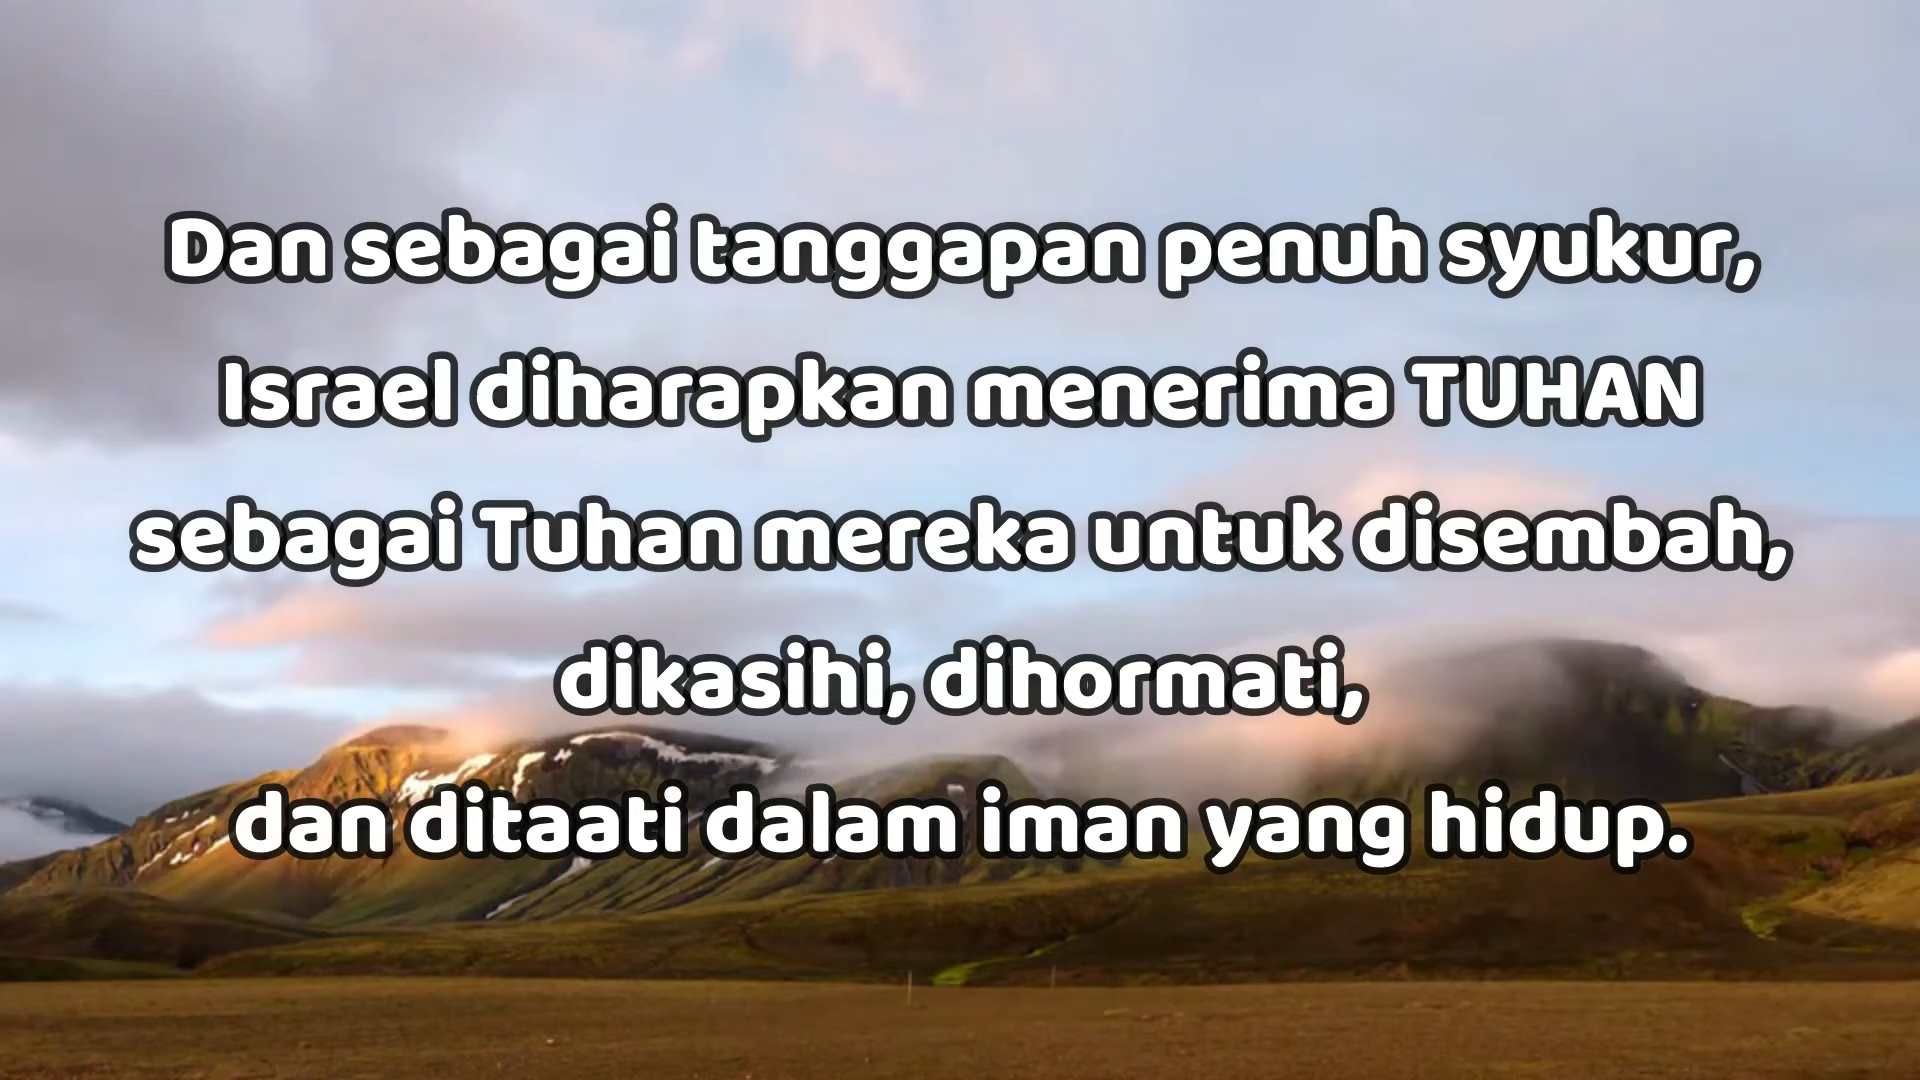 Dan sebagai tanggapan penuh syukur,
Israel diharapkan menerima TUHAN
sebagai Tuhan mereka untuk disembah,
dikasihi, dihormati,
dan ditaati dalam iman yang hidup.